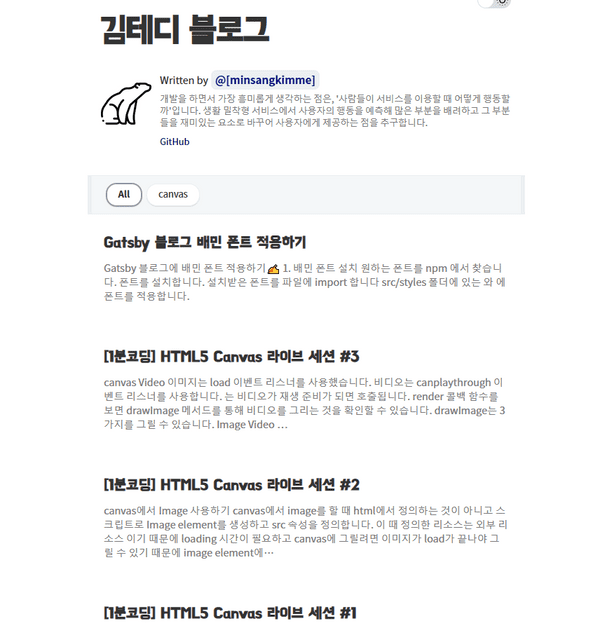 김테디 블로그
Written by @[minsangkimme]
개발을 하면서 가장 흥미롭게 생각하는 점은, '사람들이 서비스를 이용할 때 어떻게 행동할
까'입니다. 생활 밀착형 서비스에서 사용자의 행동을 예측해 많은 부분을 배려하고 그 부분
들을 재미있는 요소로 바꾸어 사용자에게 제공하는 점을 추구합니다.
GitHub
All canvas
Gatsby 블로그 배민 폰트 적용하기
Gatsby 블로그에 배민 폰트 적용하기✍ 1. 배민 폰트 설치 원하는 폰트를 npm 에서 찾습니
다. 폰트를 설치합니다. 설치받은 폰트를 파일에 import 합니다 src/styles 폴더에 있는 와 에
폰트를 적용합니다.
[1분코딩] HTML5 Canvas 라이브 세션 #3
canvas Video 이미지는 load 이벤트 리스너를 사용했습니다. 비디오는 canplaythrough 이
벤트 리스너를 사용합니다. 는 비디오가 재생 준비가 되면 호출됩니다. render 콜백 함수를
보면 drawImage 메서드를 통해 비디오를 그리는 것을 확인할 수 있습니다. drawImage는 3
가지를 그릴 수 있습니다. Image Video …
[1분코딩] HTML5 Canvas 라이브 세션 #2
canvas에서 Image 사용하기 canvas에서 image를 할 때 html에서 정의하는 것이 아니고 스
크립트로 Image element를 생성하고 src 속성을 정의합니다. 이 때 정의한 리소스는 외부 리
소스 이기 때문에 loading 시간이 필요하고 canvas에 그릴려면 이미지가 load가 끝나야 그
릴 수 있기 때문에 image element에…
[1분코딩] HTML5 Canvas 라이브 세션 #1